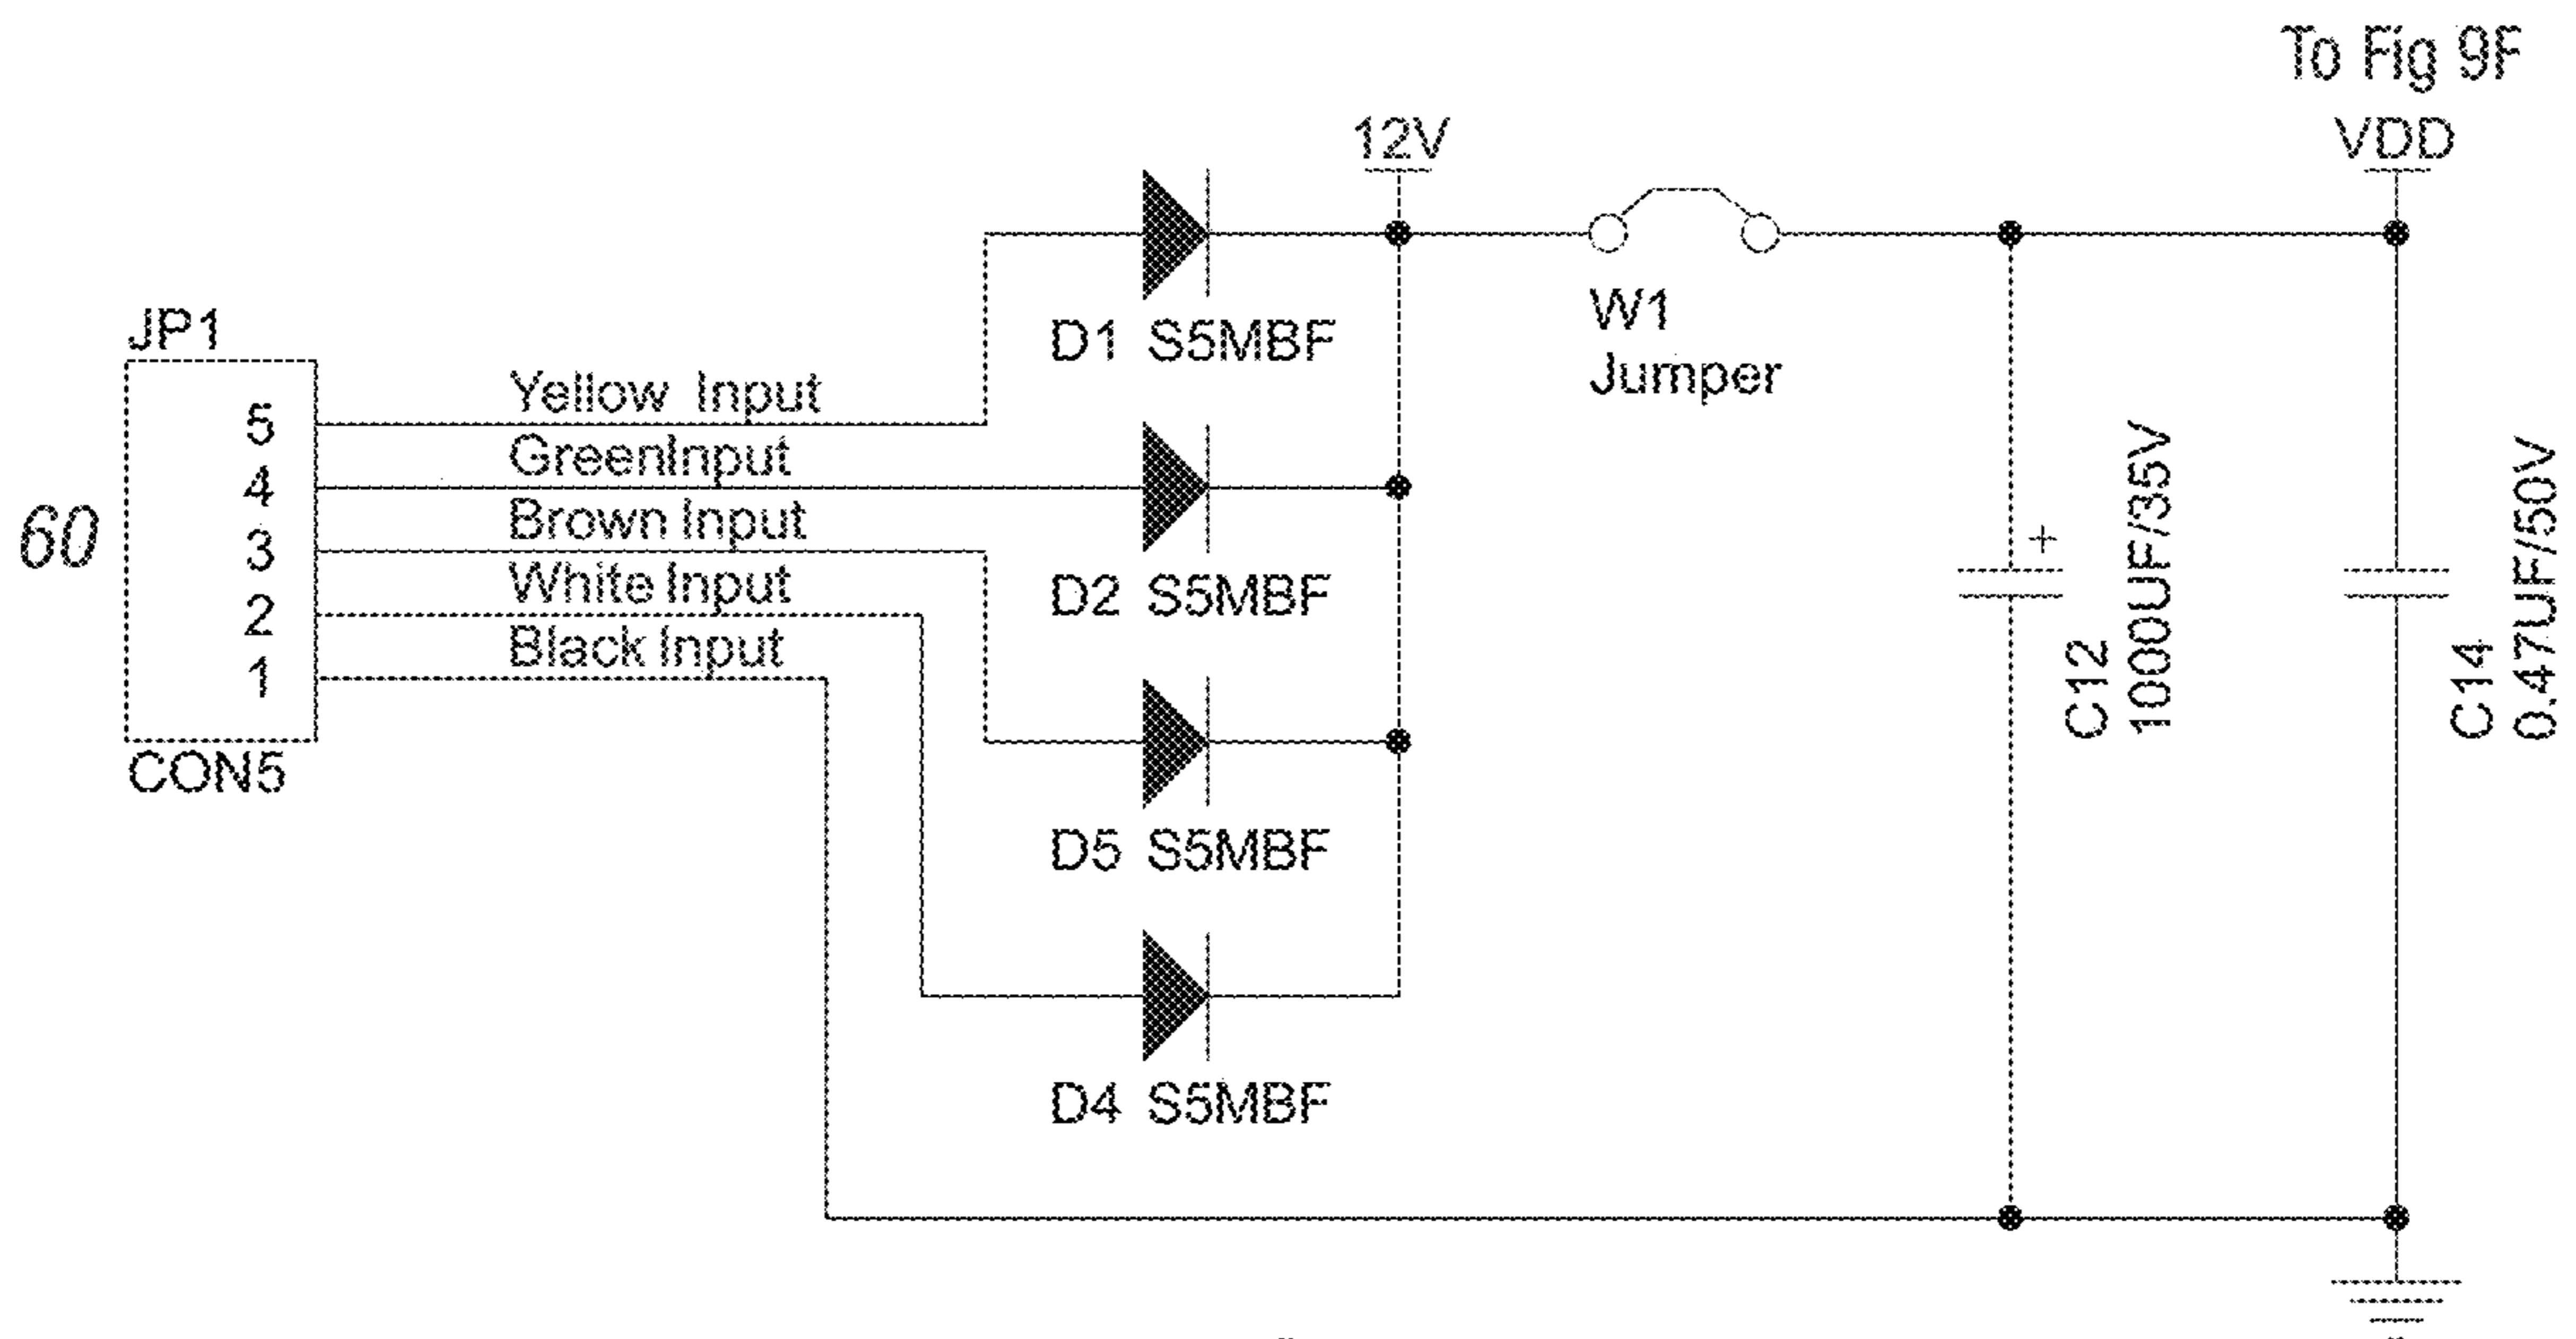 To Fig 9F
12V
VDD
D1 S5MBF
W1
Jumper
JP1
5
Yellow Input
4
GreenInput
3
Brown Input
2
White Input
1
Black Input
60
CON5
D2 S5MBF
+
C12
1000UF/35V
C14
0.47UF/50V
D5 S5MBF
D4 S5MBF